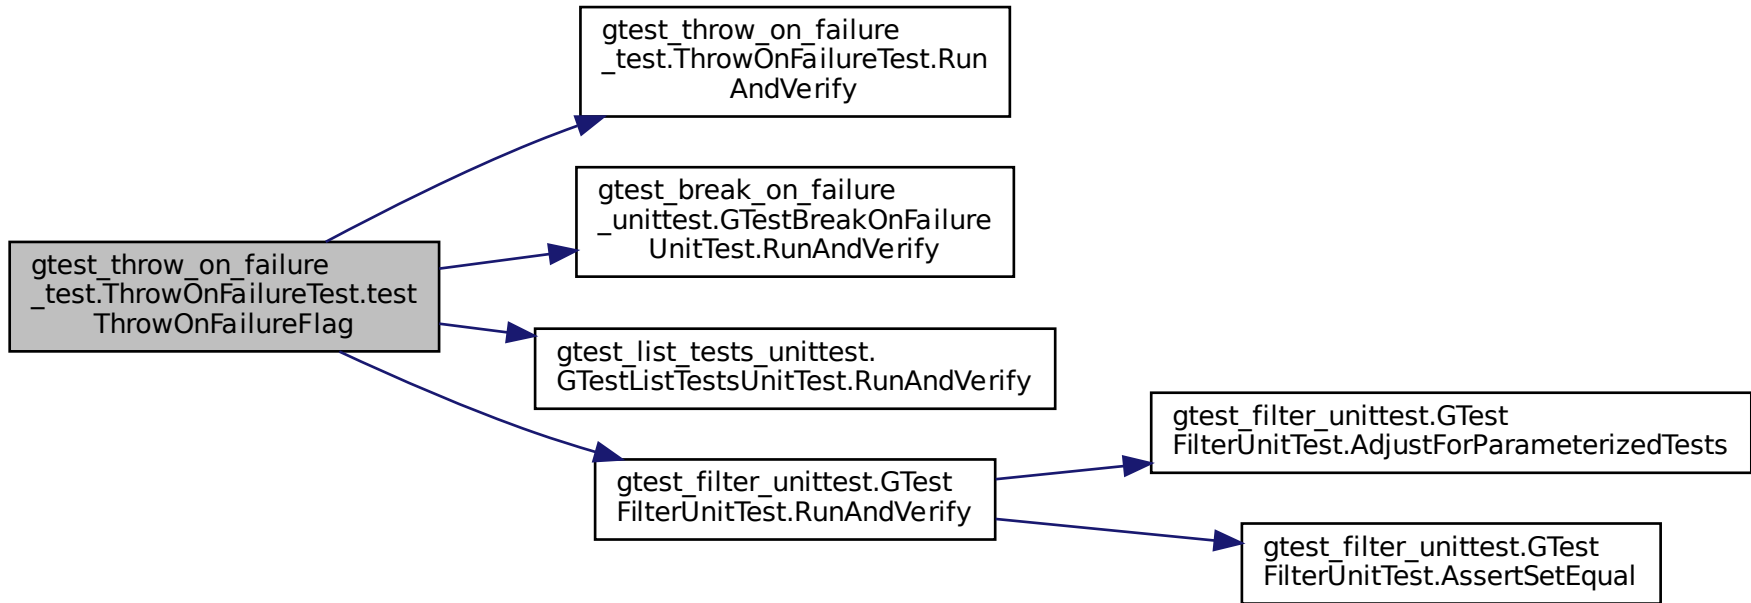 gtest_throw_on_failure
_test.ThrowOnFailureTest.Run
AndVerify
gtest_break_on_failure
_unittest.GTestBreakOnFailure
UnitTest.RunAndVerify
gtest_throw_on_failure
_test.ThrowOnFailureTest.test
ThrowOnFailureFlag
gtest_list_tests_unittest.
GTestListTestsUnitTest.RunAndVerify
gtest_filter_unittest.GTest
FilterUnitTest.AdjustForParameterizedTests
gtest_filter_unittest.GTest
FilterUnitTest.RunAndVerify
gtest_filter_unittest.GTest
FilterUnitTest.AssertSetEqual